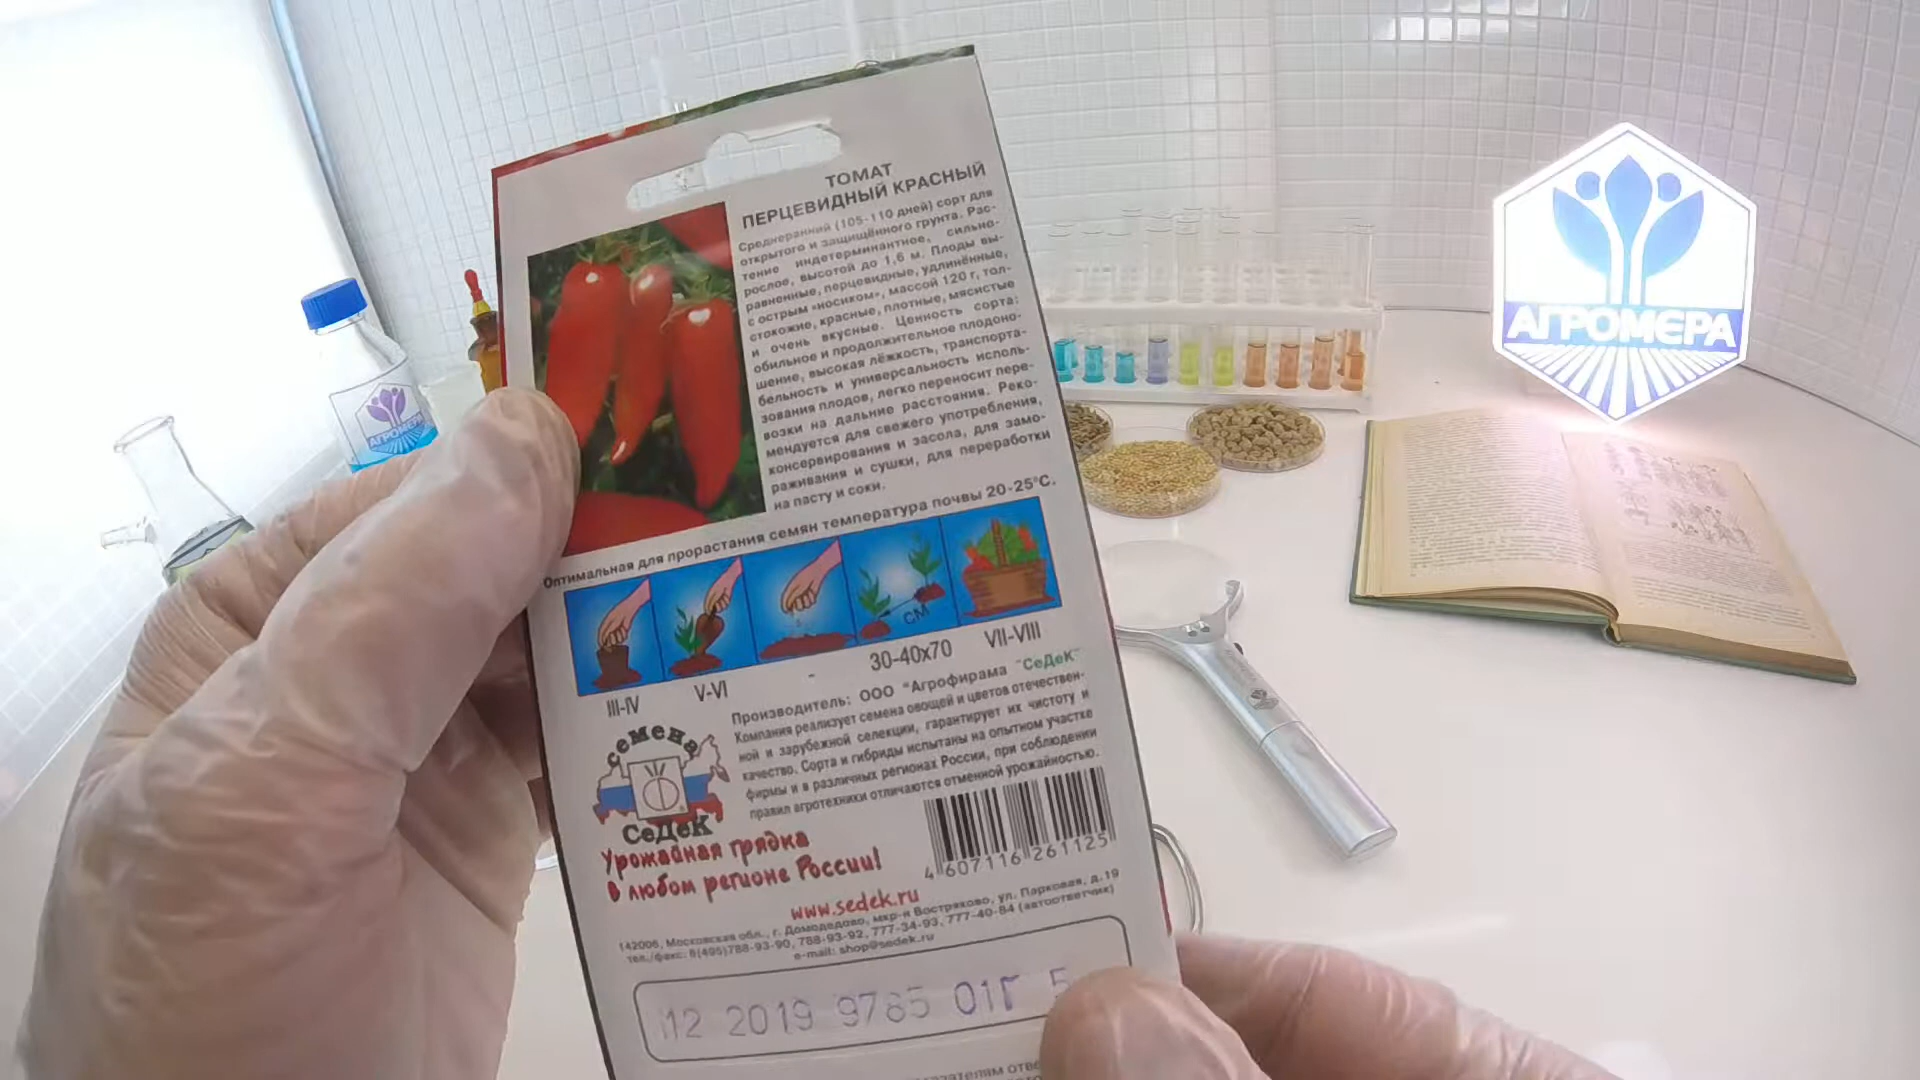 ТОМАТ
ПЕРЦЕВИДНЫЙ КРАСНЫЙ
Среднеранний (105-110 дней) сорт для
открытого и защищённого грунта. Рас-
тение индетерминантное, сильно-
рослое, высотой до 1,6 м. Плоды вы-
равненные, перцевидные, удлинённые,
с острым «носиком», массой 120 г, тол-
стокожие, красные, плотные, мясистые
и очень вкусные. Ценность сорта:
обильное и продолжительное плодоно-
шение, высокая лёжкость, транспорта-
бельность и универсальность исполь-
зования плодов, легко переносит пере-
возки на дальние расстояния. Реко-
мендуется для свежего употребления,
консервирования и засола, для замо-
раживания и сушки, для переработки
на пасту и соки.
Оптимальная для прорастания семян температура почвы 20-25°С.
см
III-IV
V-VI
-
30-40х70
VII-VIII
семена
СеДеК
Производитель: ООО "Агрофирама "СеДеК"
Компания реализует семена овощей и цветов отечествен-
ной и зарубежной селекции, гарантирует их чистоту и
качество. Сорта и гибриды испытаны на опытном участке
фирмы и в различных регионах России, при соблюдении
правил агротехники отличаются отменной урожайностью.
Урожайная грядка
в любом регионе России!
4 607116 261125
www.sedek.ru
142006, Московская обл., г. Домодедово, мкр-н Востряково, ул. Парковая, д.19
тел./факс: 8(495)788-93-90, 788-93-92, 777-34-93, 777-40-84 (автоответчик)
e-mail: shop@sedek.ru
12 2019 9785 01г 5
АГРОМЕРА
АГРОМЕРА